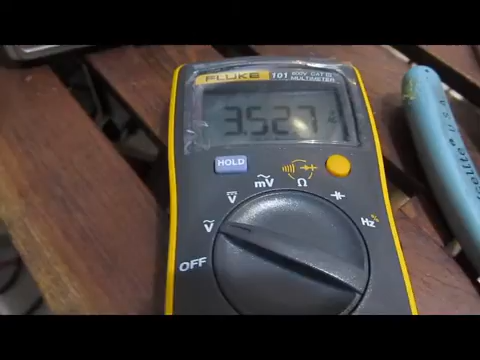 FLUKE 101 600V CAT III
MULTIMETER
3.527
HOLD
mV
Ω
V
V
Hz %
OFF